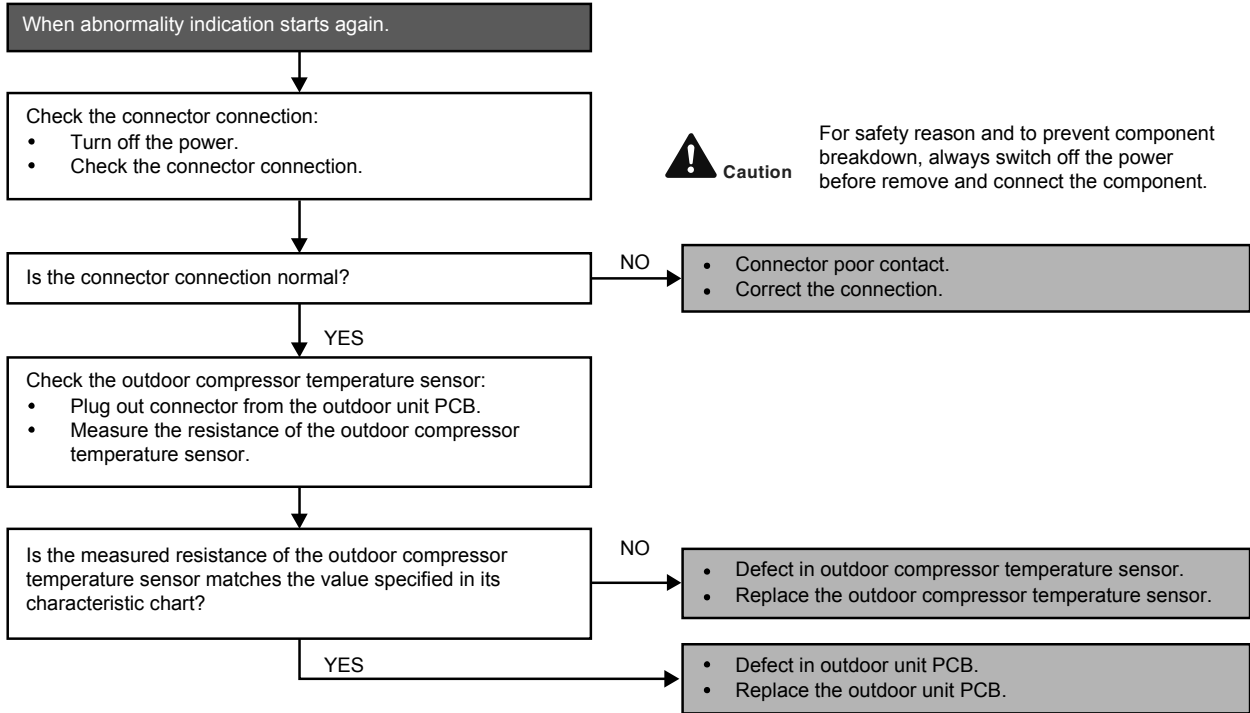 When abnormality indication starts again.
Check the connector connection:
• Turn off the power.
• Check the connector connection.
Caution
For safety reason and to prevent component
breakdown, always switch off the power
before remove and connect the component.
Is the connector connection normal?
NO
• Connector poor contact.
• Correct the connection.
YES
Check the outdoor compressor temperature sensor:
• Plug out connector from the outdoor unit PCB.
• Measure the resistance of the outdoor compressor
temperature sensor.
Is the measured resistance of the outdoor compressor
temperature sensor matches the value specified in its
characteristic chart?
NO
• Defect in outdoor compressor temperature sensor.
• Replace the outdoor compressor temperature sensor.
YES
• Defect in outdoor unit PCB.
• Replace the outdoor unit PCB.